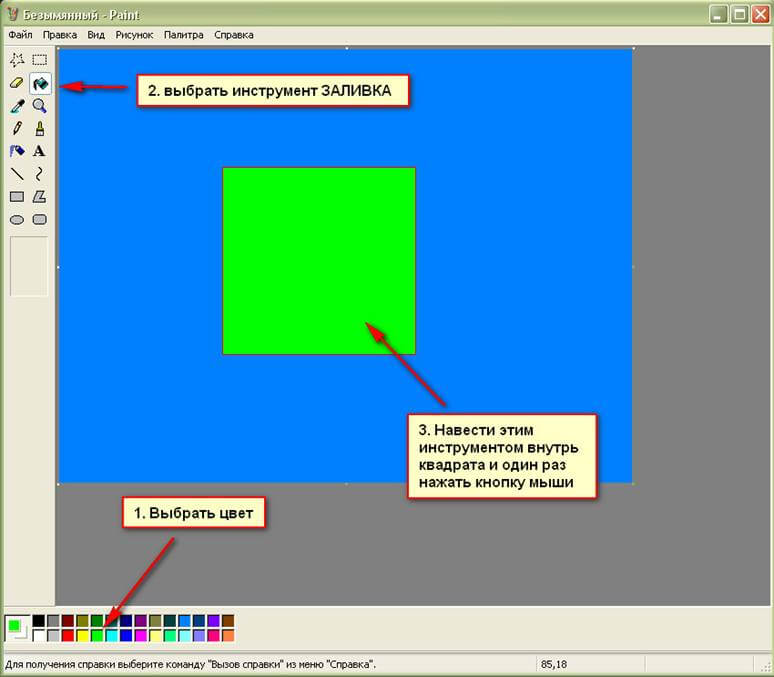 Безымянный - Paint
Файл Правка Вид Рисунок Палитра Справка
2. выбрать инструмент ЗАЛИВКА
A
3. Навести этим
инструментом внутрь
квадрата и один раз
нажать кнопку мыши
1. Выбрать цвет
Для получения справки выберите команду "Вызов справки" из меню "Справка".
85,18